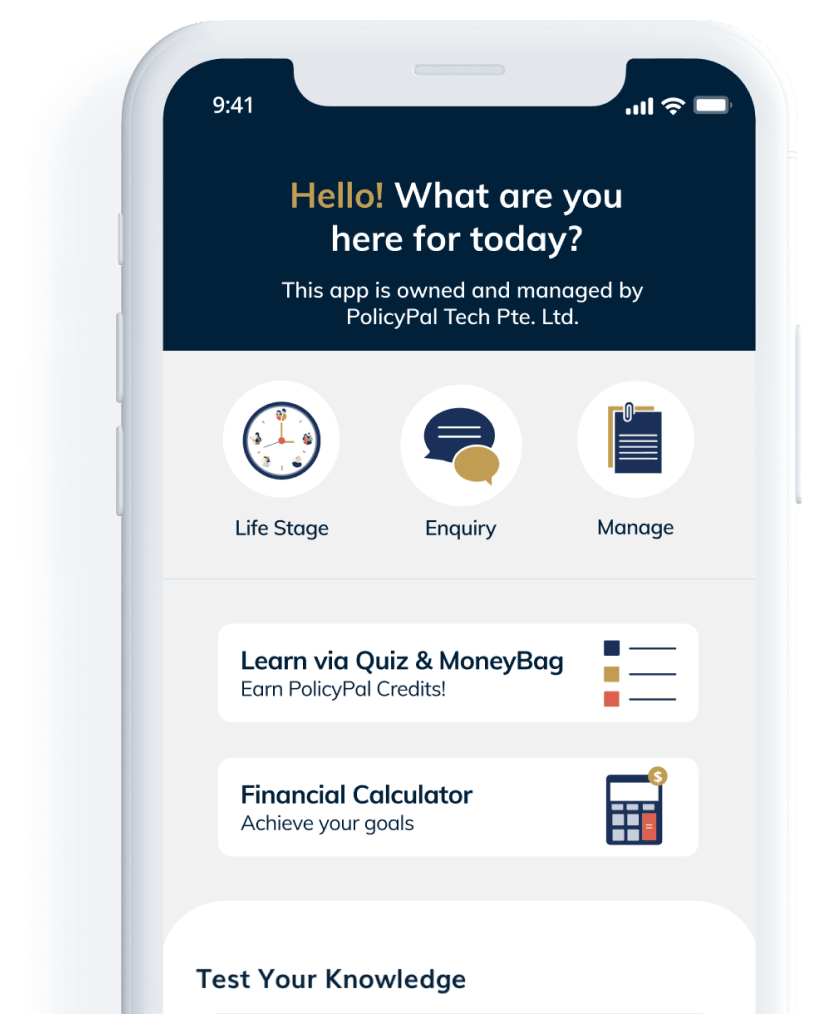 9:41
Hello! What are you
here for today?
This app is owned and managed by
PolicyPal Tech Pte. Ltd.
Life Stage
Enquiry
Manage
Learn via Quiz & MoneyBag
Earn PolicyPal Credits!
Financial Calculator
$
Achieve your goals
=
Test Your Knowledge